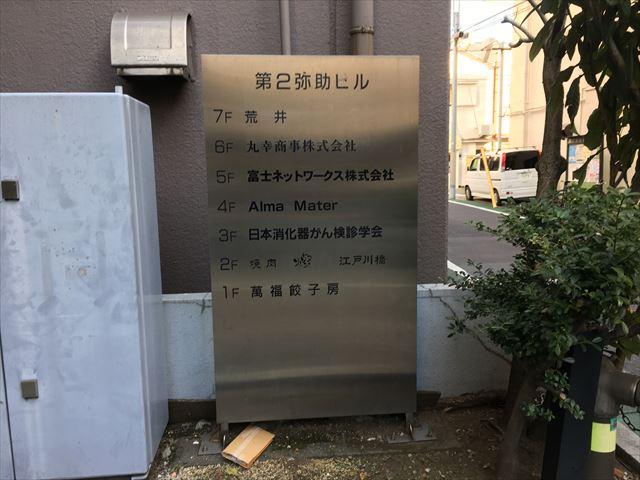 第2弥助ビル
7F 荒井
6F 丸幸商事株式会社
5F 富士ネットワークス株式会社
4F Alma Mater
3F 日本消化器がん検診学会
2F 焼肉 江戸川橋
1F 萬福餃子房